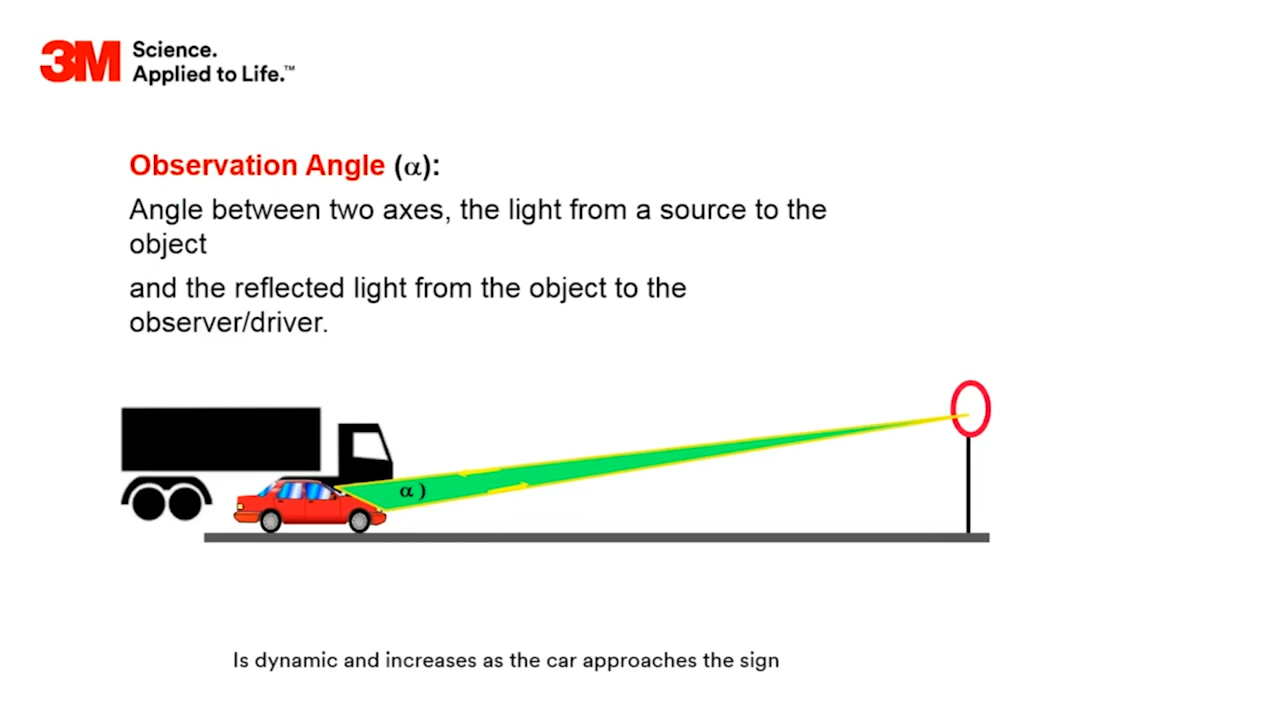 3M Science.
Applied to Life.™
Observation Angle (α):
Angle between two axes, the light from a source to the
object
and the reflected light from the object to the
observer/driver.
α )
Is dynamic and increases as the car approaches the sign